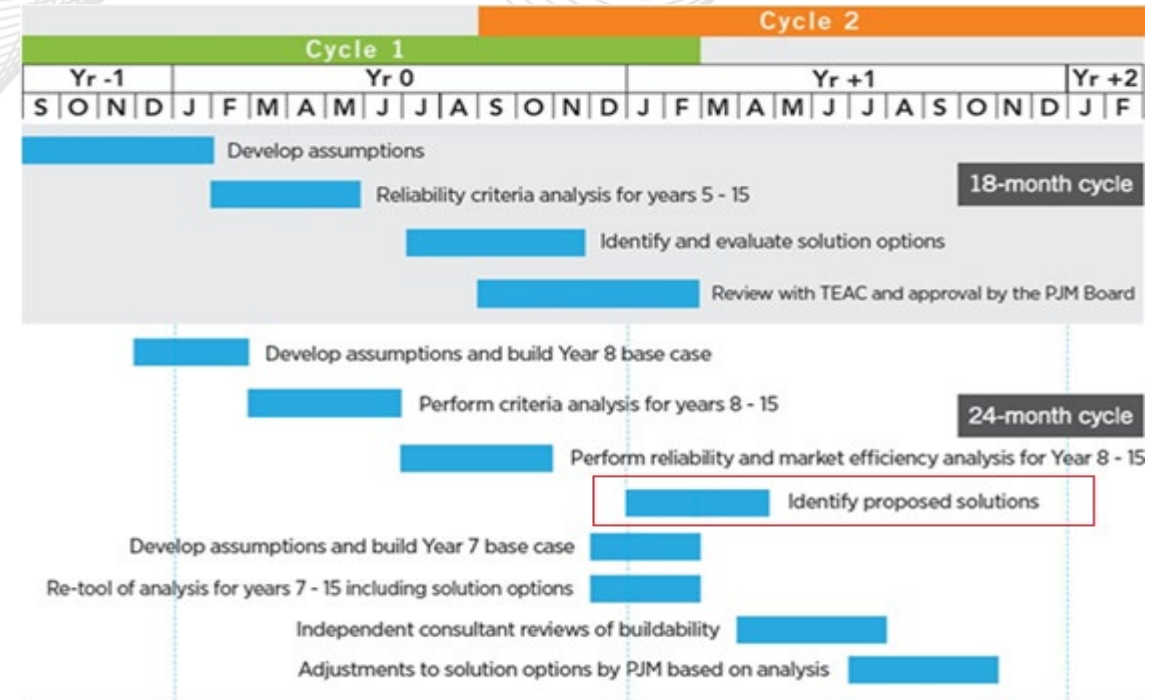 Cycle 2
Cycle 1
Yr -1 Yr 0 Yr +1 Yr +2
S O N D J F M A M J J A S O N D J F M A M J J A S O N D J F
Develop assumptions
18-month cycle
Reliability criteria analysis for years 5 - 15
Identify and evaluate solution options
Review with TEAC and approval by the PJM Board
Develop assumptions and build Year 8 base case
Perform criteria analysis for years 8 - 15
24-month cycle
Perform reliability and market efficiency analysis for Year 8 - 15
Identify proposed solutions
Develop assumptions and build Year 7 base case
Re-tool of analysis for years 7 - 15 including solution options
Independent consultant reviews of buildability
Adjustments to solution options by PJM based on analysis